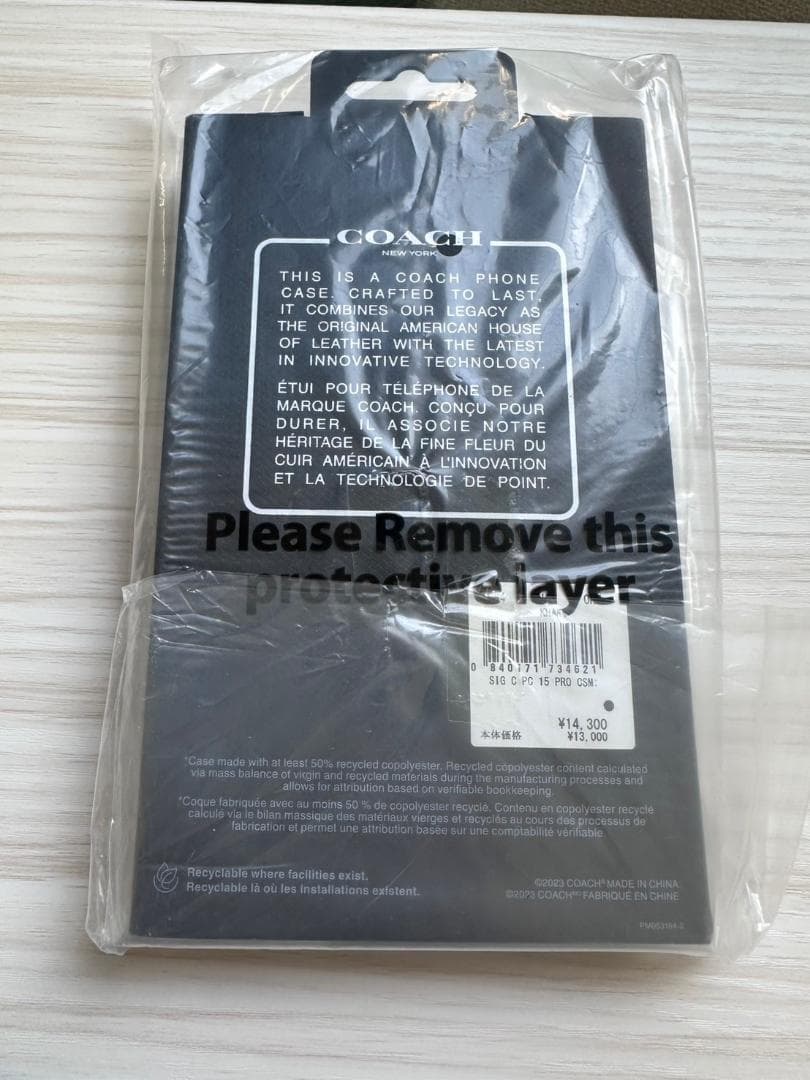 COACH
NEW YORK
THIS IS A COACH PHONE
CASE. CRAFTED TO LAST,
IT COMBINES OUR LEGACY AS
THE ORIGINAL AMERICAN HOUSE
OF LEATHER WITH THE LATEST
IN INNOVATIVE TECHNOLOGY.
ÉTUI POUR TÉLÉPHONE DE LA
MARQUE COACH. CONÇU POUR
DURER, IL ASSOCIE NOTRE
HÉRITAGE DE LA FINE FLEUR DU
CUIR AMÉRICAIN À L'INNOVATION
ET LA TECHNOLOGIE DE POINT.
Please Remove this
protective layer
0 840171 734621
SIG C PC 15 PRO CSM:
¥14,300
本体価格 ¥13,000
*Case made with at least 50% recycled copolyester. Recycled copolyester content calculated
via mass balance of virgin and recycled materials during the manufacturing processes and
allows for attribution based on verifiable bookkeeping.
*Coque fabriquée avec au moins 50 % de copolyester recyclé. Contenu en copolyester recyclé
calculé via le bilan massique des matériaux vierges et recyclés au cours des processus de
fabrication et permet une attribution basée sur une comptabilité vérifiable.
Recyclable where facilities exist.
Recyclable là où les installations existent.
©2023 COACH® MADE IN CHINA
©2023 COACH FABRIQUÉ EN CHINE